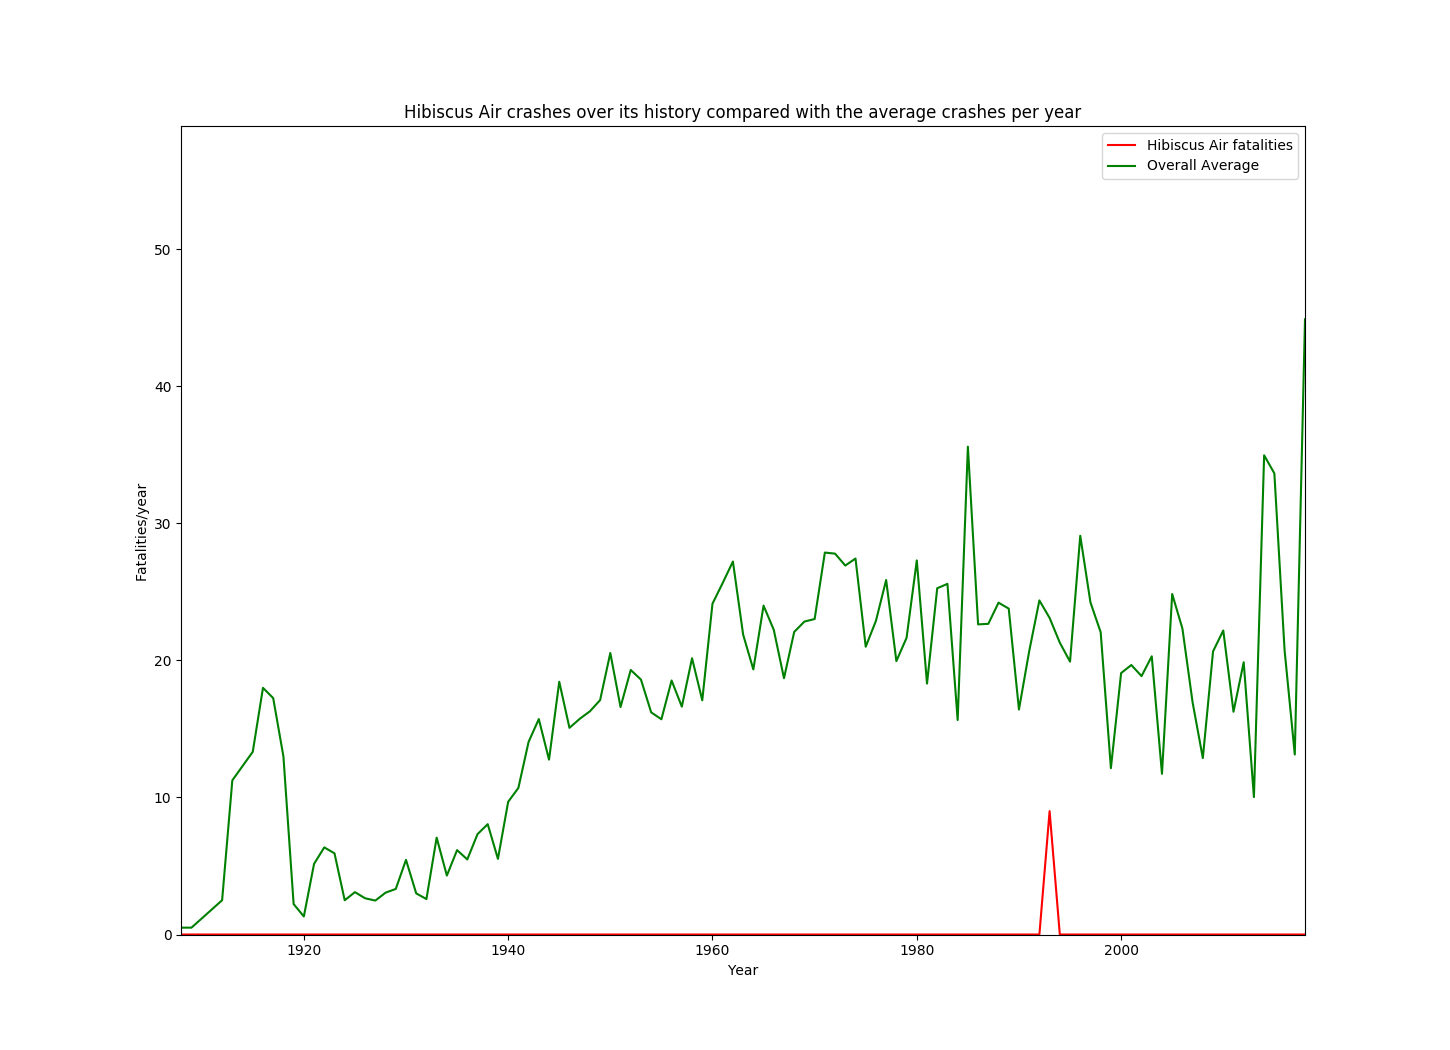 Hibiscus Air crashes over its history compared with the average crashes per year
Hibiscus Air fatalities
Overall Average
50
40
30
20
10
0
Fatalities/year
1920 1940 1960 1980 2000
Year